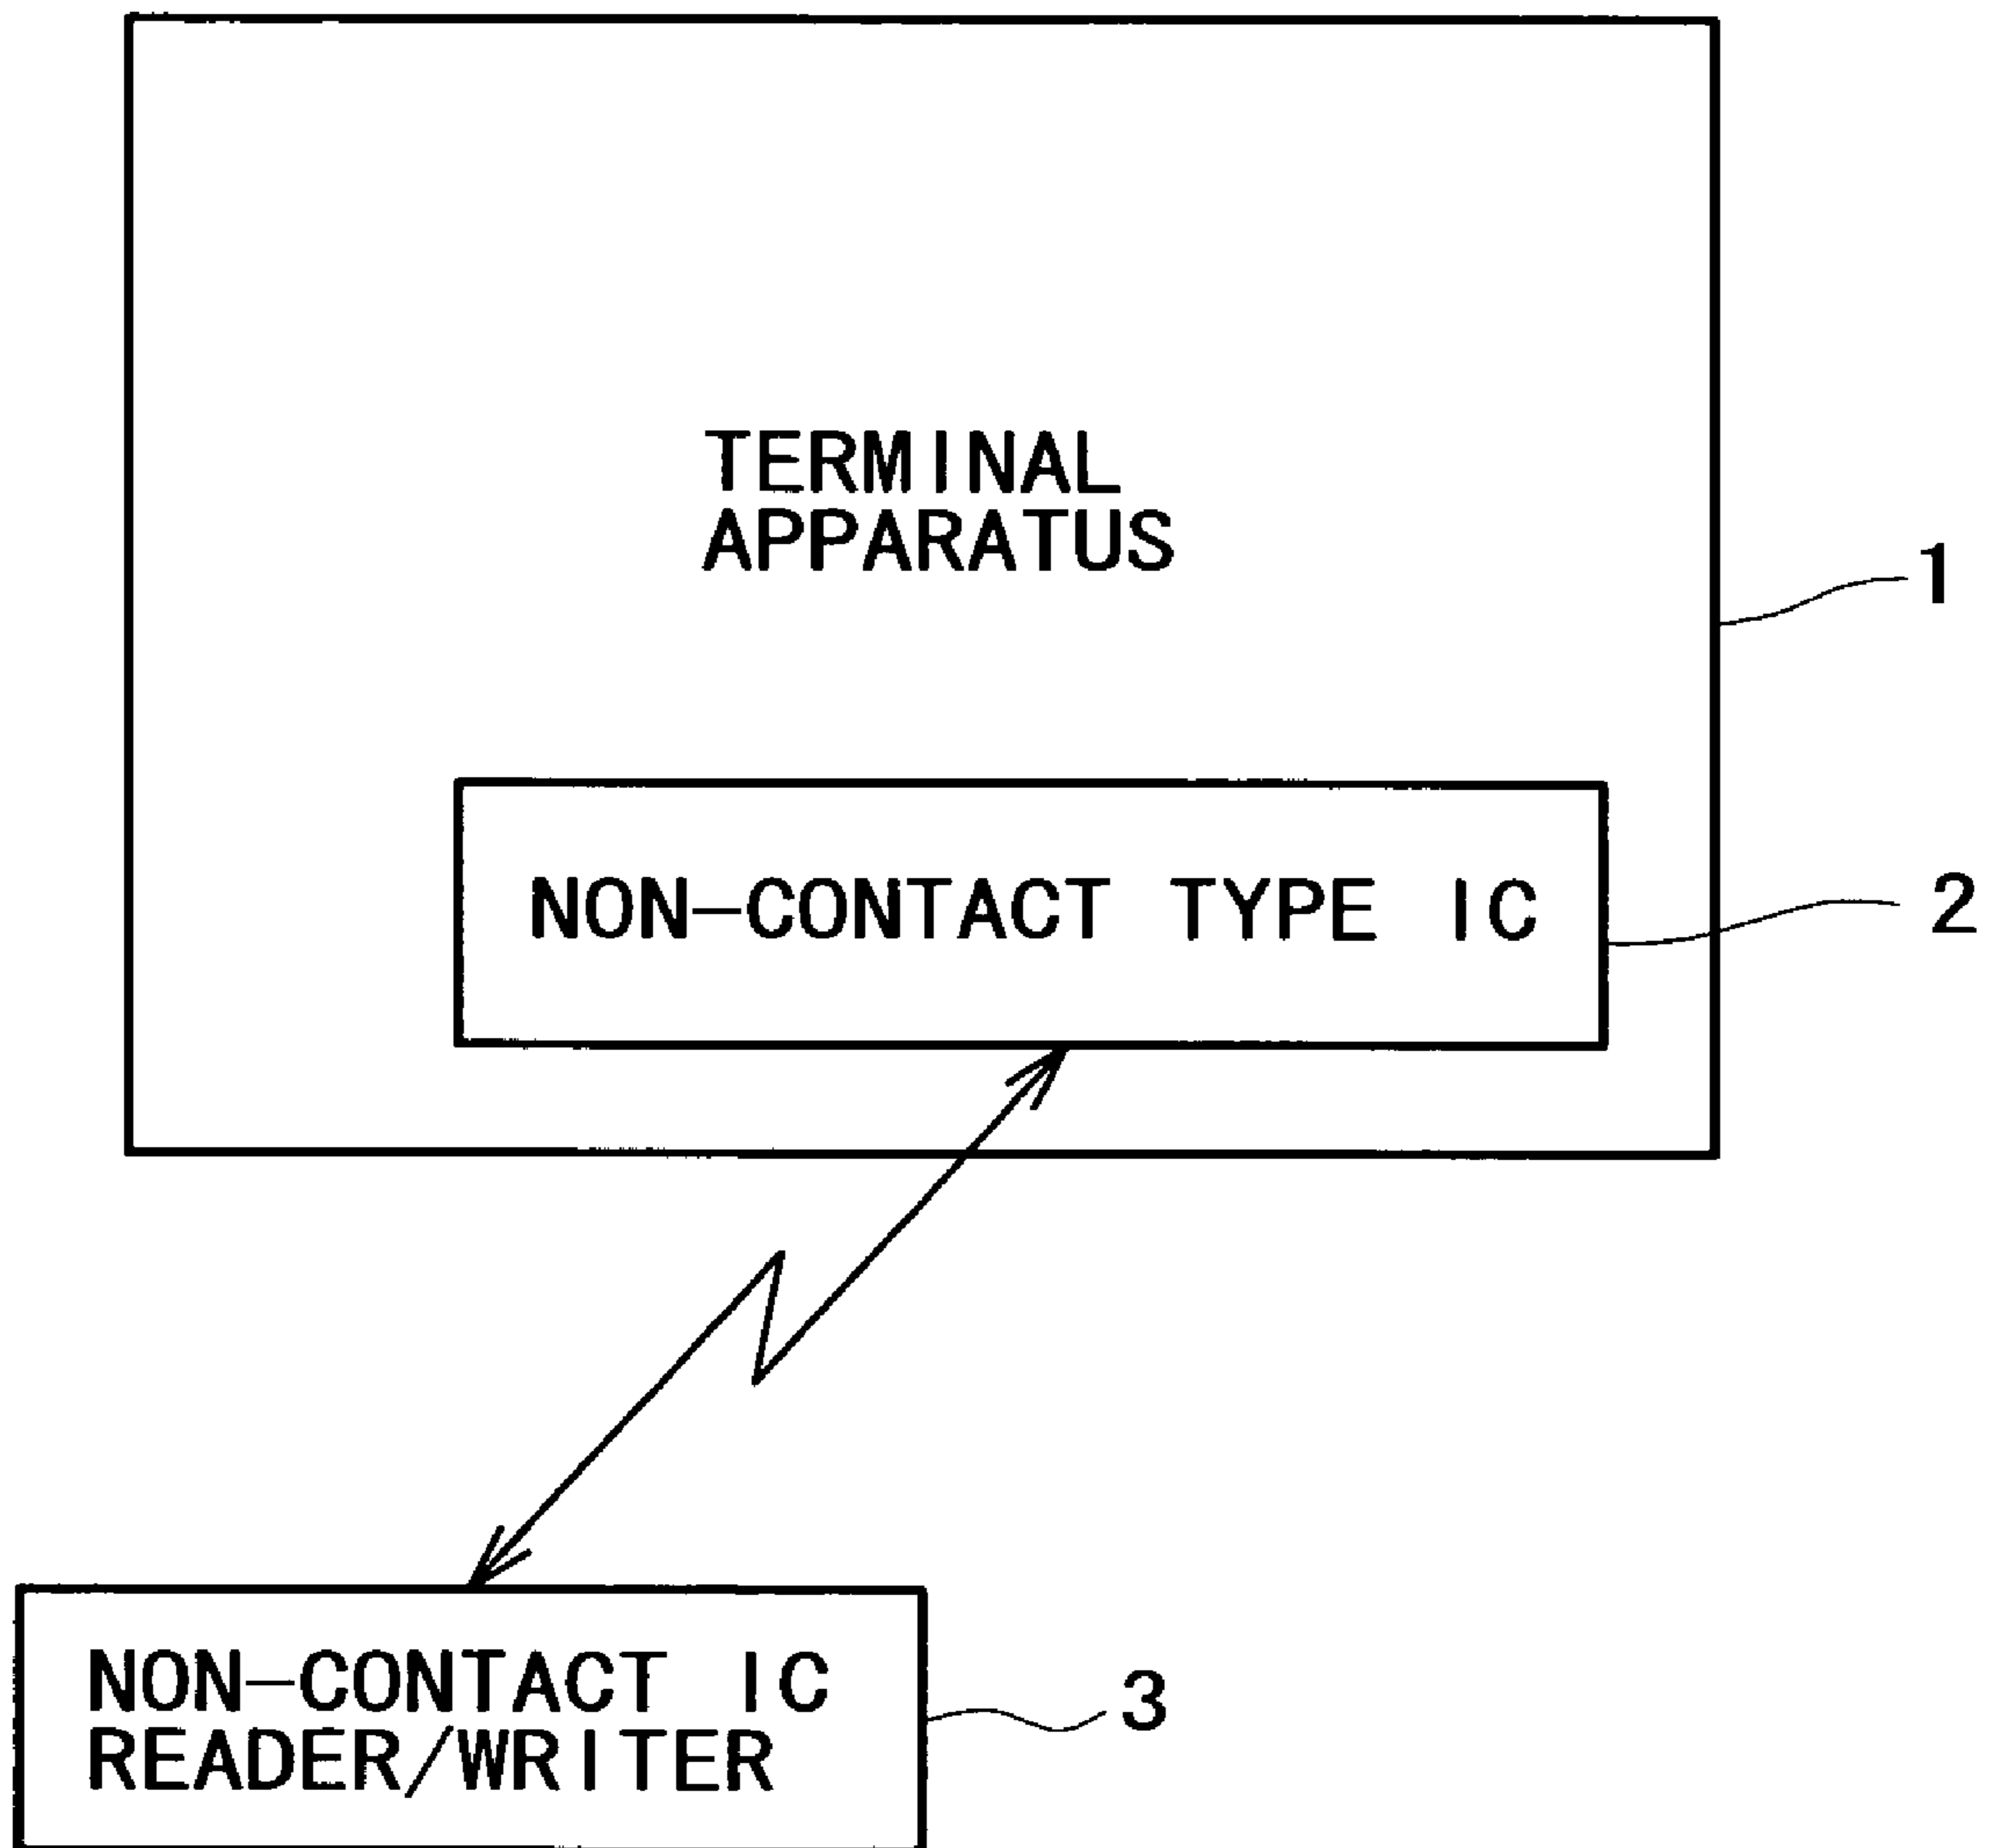 TERMINAL
APPARATUS
1
NON-CONTACT TYPE IC
2
NON-CONTACT IC
READER/WRITER
3